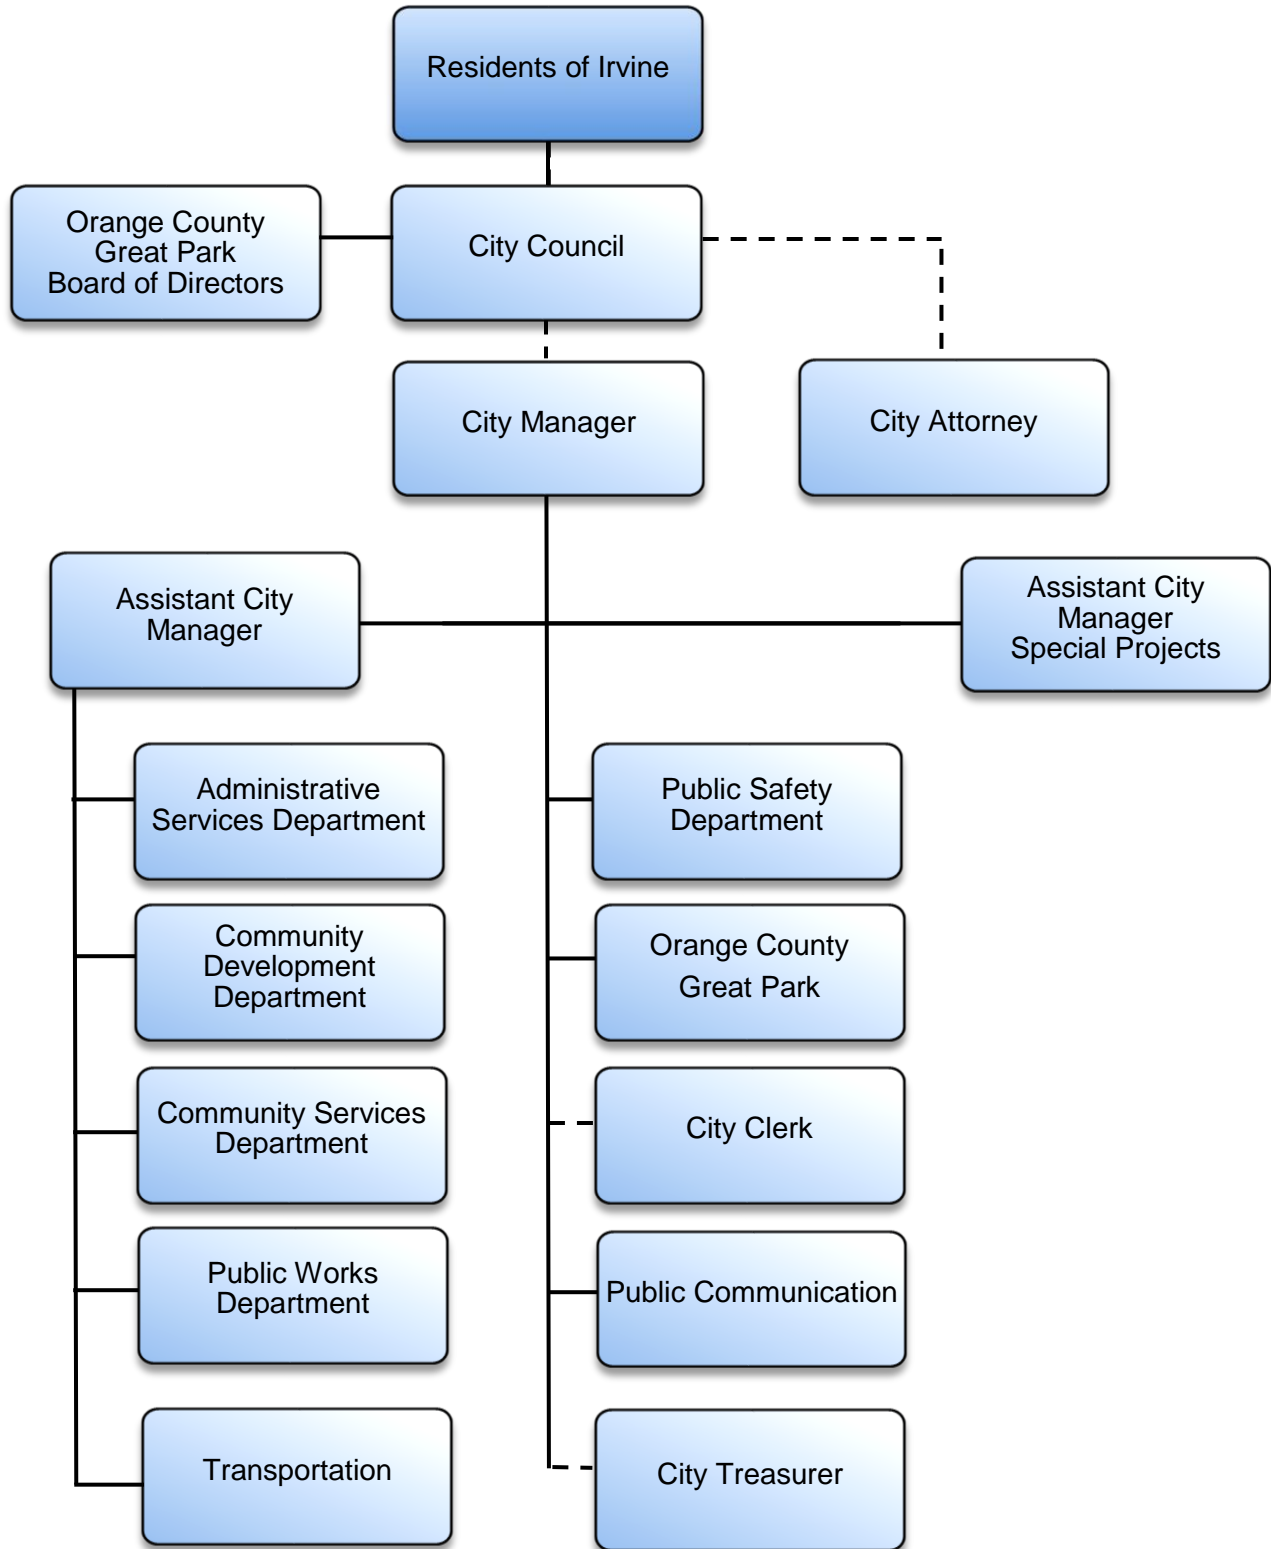 Residents of Irvine
Orange County
Great Park
Board of Directors
City Council
City Manager
City Attorney
Assistant City
Manager
Assistant City
Manager
Special Projects
Administrative
Services Department
Community
Development
Department
Community Services
Department
Public Works
Department
Transportation
Public Safety
Department
Orange County
Great Park
City Clerk
Public Communication
City Treasurer